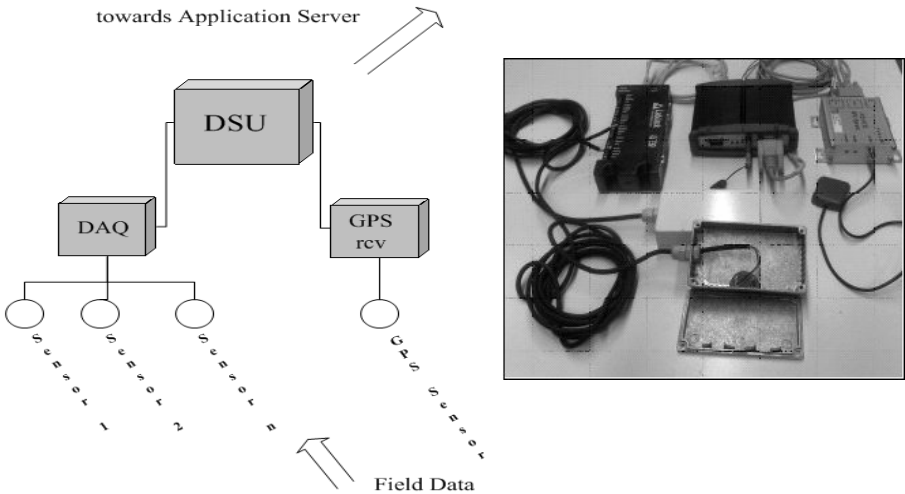 towards Application Server
DSU
DAQ
GPS
rcv
Sensor 1
Sensor 2
Sensor n
GPS Sensor
Field Data